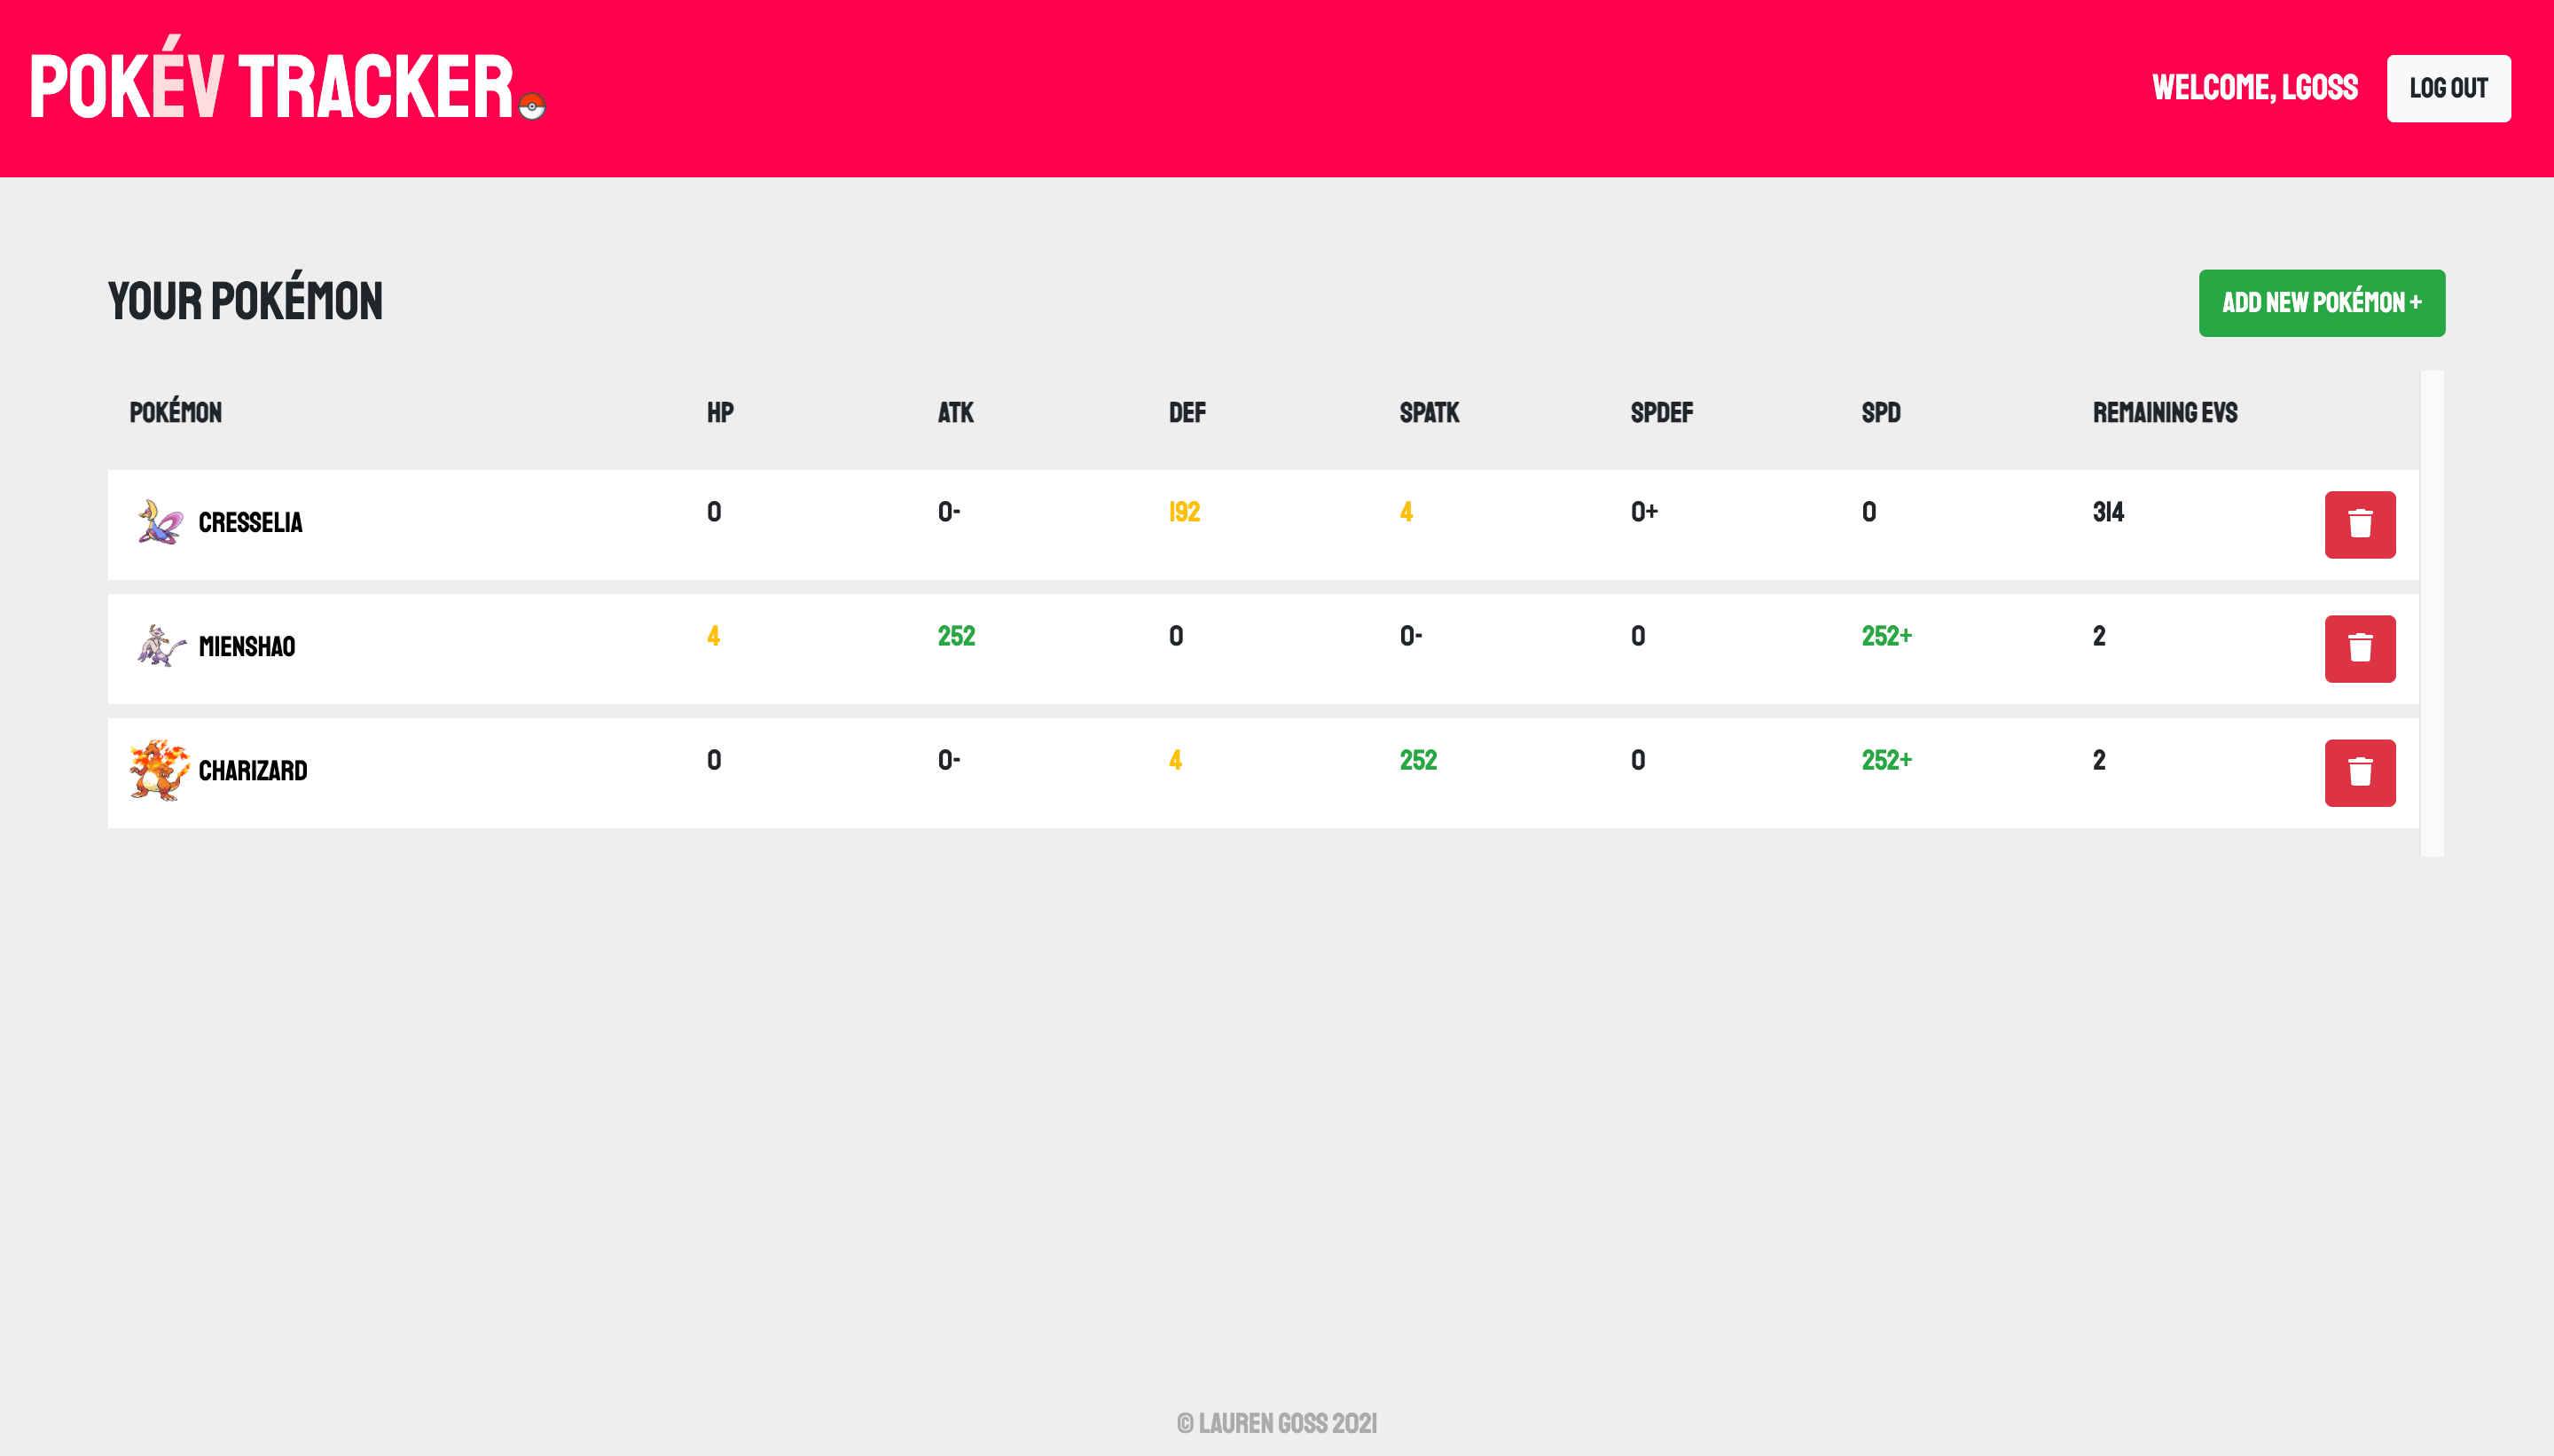 POKÉV TRACKER
WELCOME, LGOSS
LOG OUT
YOUR POKÉMON
ADD NEW POKÉMON +
POKÉMON HP ATK DEF SPATK SPDEF SPD REMAINING EVS
CRESSELIA 0 0- 192 4 0+ 0 314
MIENSHAO 4 252 0 0- 0 252+ 2
CHARIZARD 0 0- 4 252 0 252+ 2
© LAUREN GOSS 2021